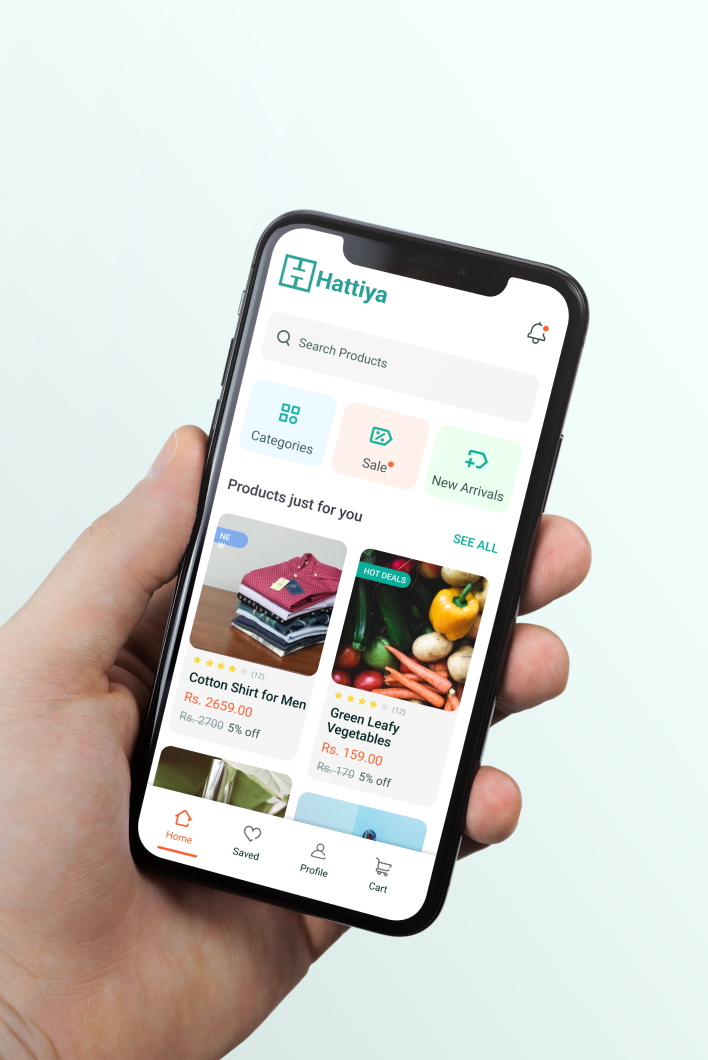 Hattiya
Search Products
Categories
Sale
New Arrivals
Products just for you
SEE ALL
NE
W
HOT DEALS
(12)
Cotton Shirt for Men
Rs. 2659.00
Rs. 2700 5% off
(12)
Green Leafy
Vegetables
Rs. 159.00
Rs. 170 5% off
Home
Saved
Profile
Cart